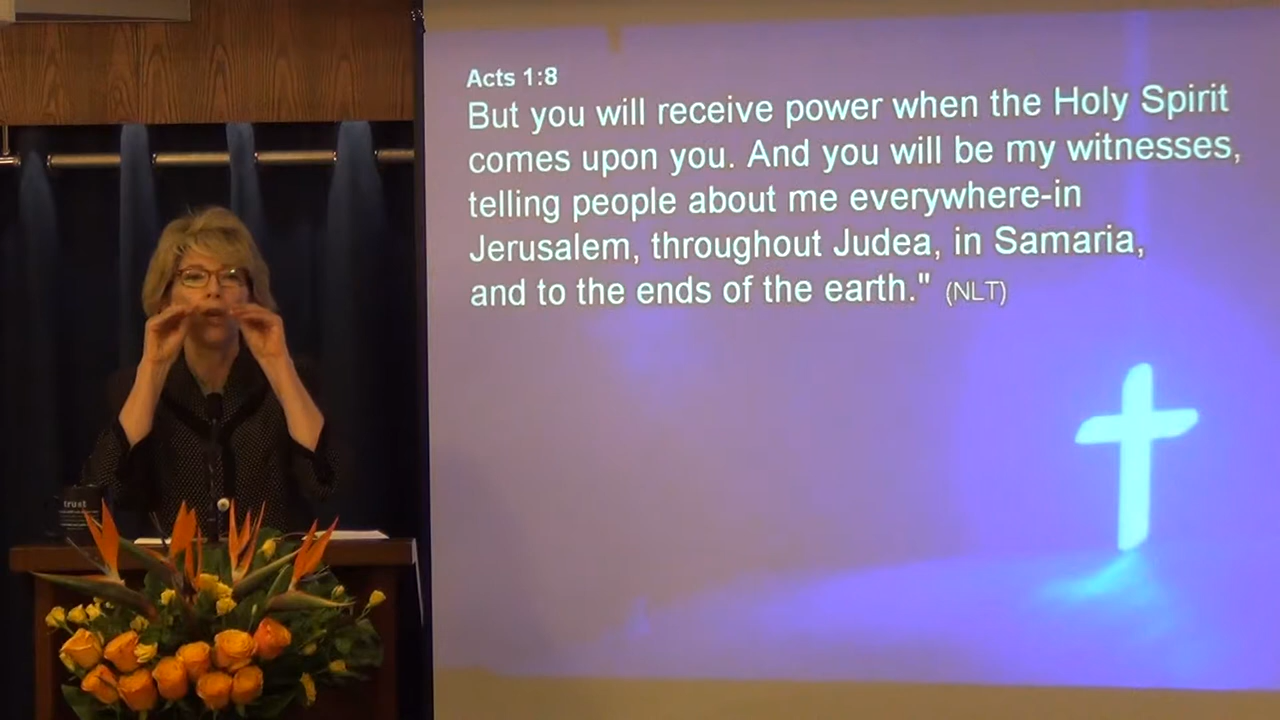 Acts 1:8
But you will receive power when the Holy Spirit
comes upon you. And you will be my witnesses,
telling people about me everywhere-in
Jerusalem, throughout Judea, in Samaria,
and to the ends of the earth." (NLT)
trust